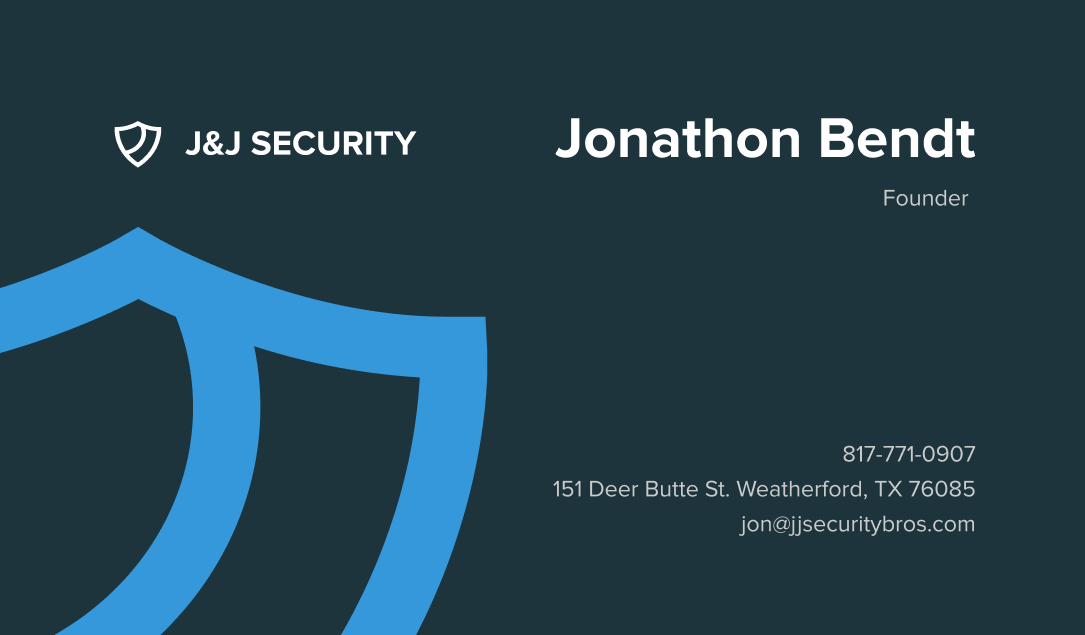 J&J SECURITY
Jonathon Bendt
Founder
817-771-0907
151 Deer Butte St. Weatherford, TX 76085
jon@jjsecuritybros.com